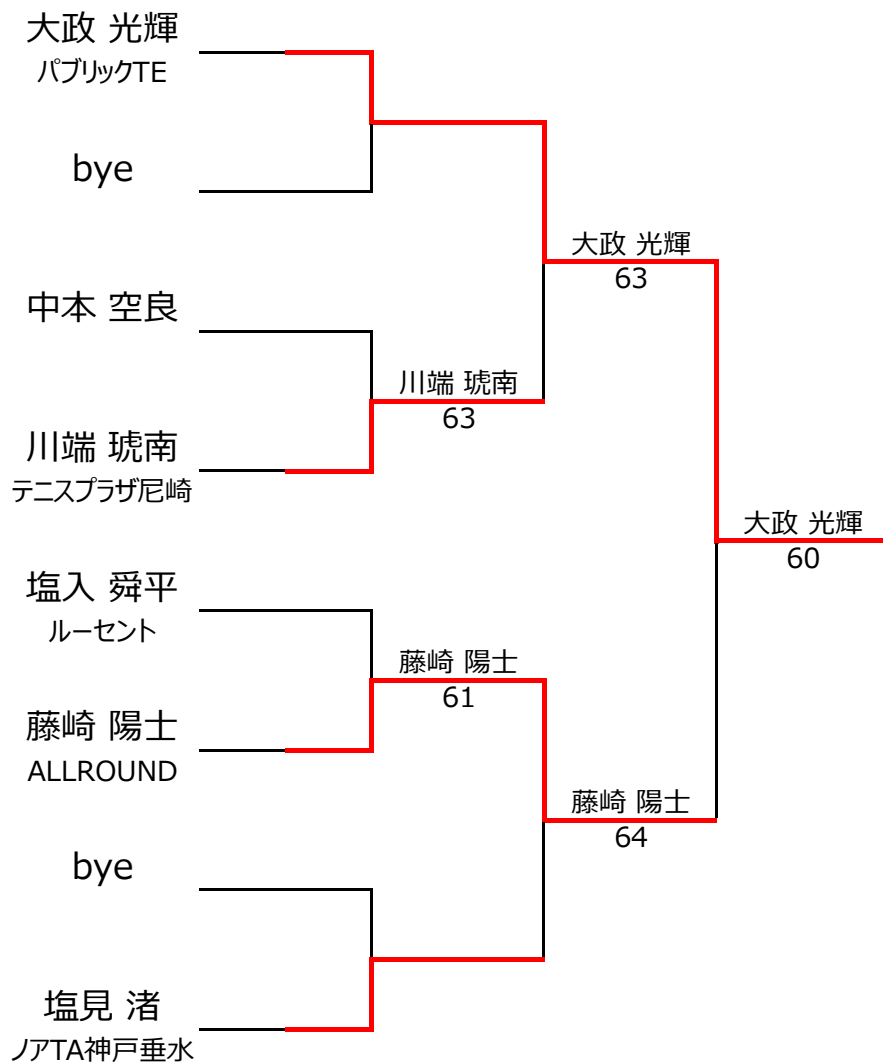 大政 光輝
パブリックTE
bye
中本 空良
川端 琥南
テニスプラザ尼崎
塩入 舜平
ルーセント
藤崎 陽士
ALLROUND
bye
塩見 渚
ノアTA神戸垂水
川端 琥南
63
藤崎 陽士
61
大政 光輝
63
藤崎 陽士
64
大政 光輝
60